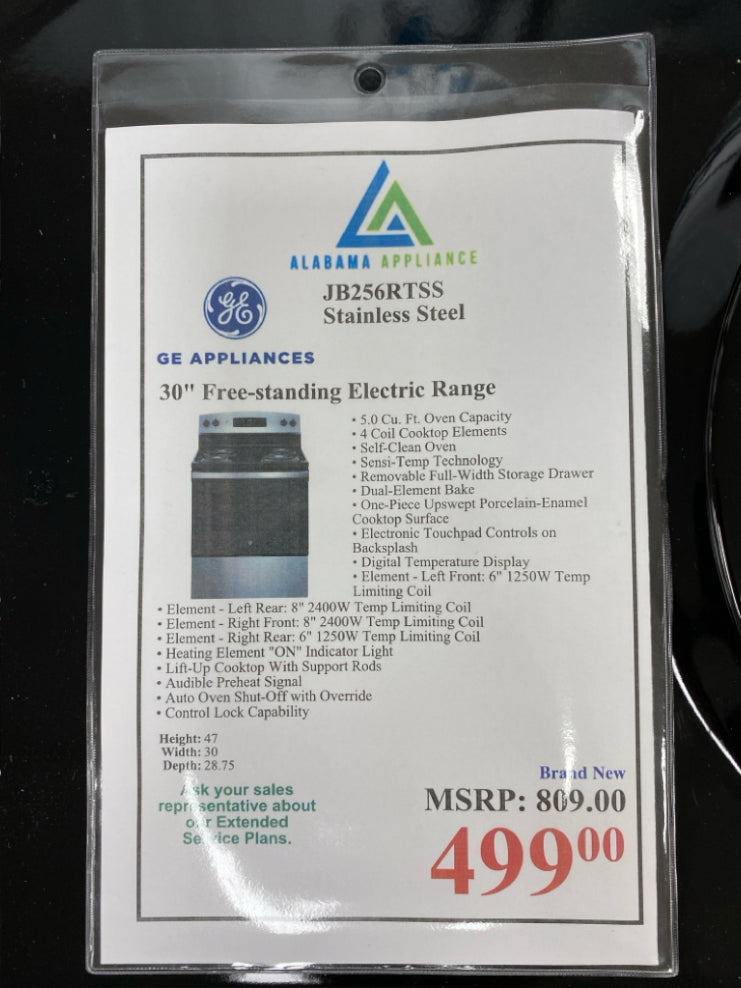 ALABAMA APPLIANCE
GE
JB256RTSS
Stainless Steel
GE APPLIANCES
30" Free-standing Electric Range
• 5.0 Cu. Ft. Oven Capacity
• 4 Coil Cooktop Elements
• Self-Clean Oven
• Sensi-Temp Technology
• Removable Full-Width Storage Drawer
• Dual-Element Bake
• One-Piece Upswept Porcelain-Enamel
Cooktop Surface
• Electronic Touchpad Controls on
Backsplash
• Digital Temperature Display
• Element - Left Front: 6" 1250W Temp
Limiting Coil
• Element - Left Rear: 8" 2400W Temp Limiting Coil
• Element - Right Front: 8" 2400W Temp Limiting Coil
• Element - Right Rear: 6" 1250W Temp Limiting Coil
• Heating Element "ON" Indicator Light
• Lift-Up Cooktop With Support Rods
• Audible Preheat Signal
• Auto Oven Shut-Off with Override
• Control Lock Capability
Height: 47
Width: 30
Depth: 28.75
Ask your sales
representative about
our Extended
Service Plans.
Brand New
MSRP: 809.00
49900